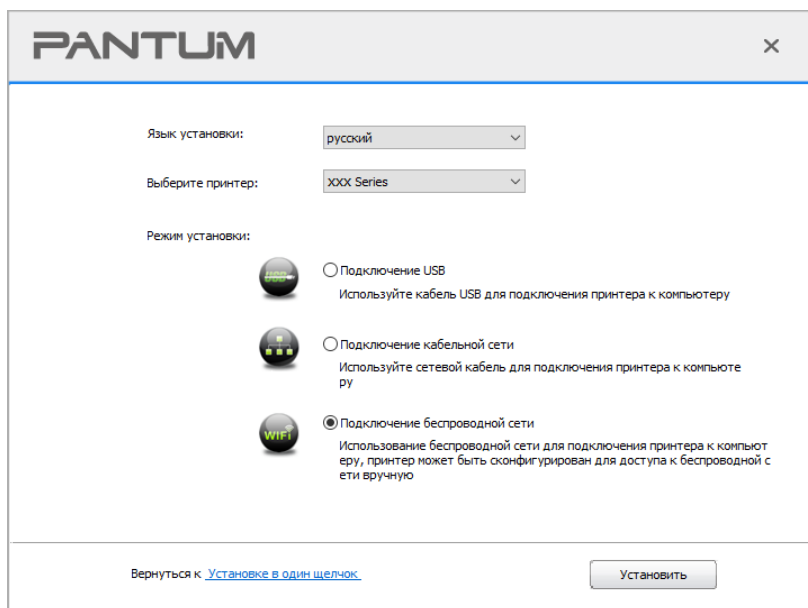 PANTUM
Язык установки:
русский
Выберите принтер:
XXX Series
Режим установки:
USB
Подключение USB
Используйте кабель USB для подключения принтера к компьютеру
Подключение кабельной сети
Используйте сетевой кабель для подключения принтера к компьюте
ру
WiFi
Подключение беспроводной сети
Использование беспроводной сети для подключения принтера к компьют
еру, принтер может быть сконфигурирован для доступа к беспроводной с
ети вручную
Вернуться к Установке в один щелчок
Установить